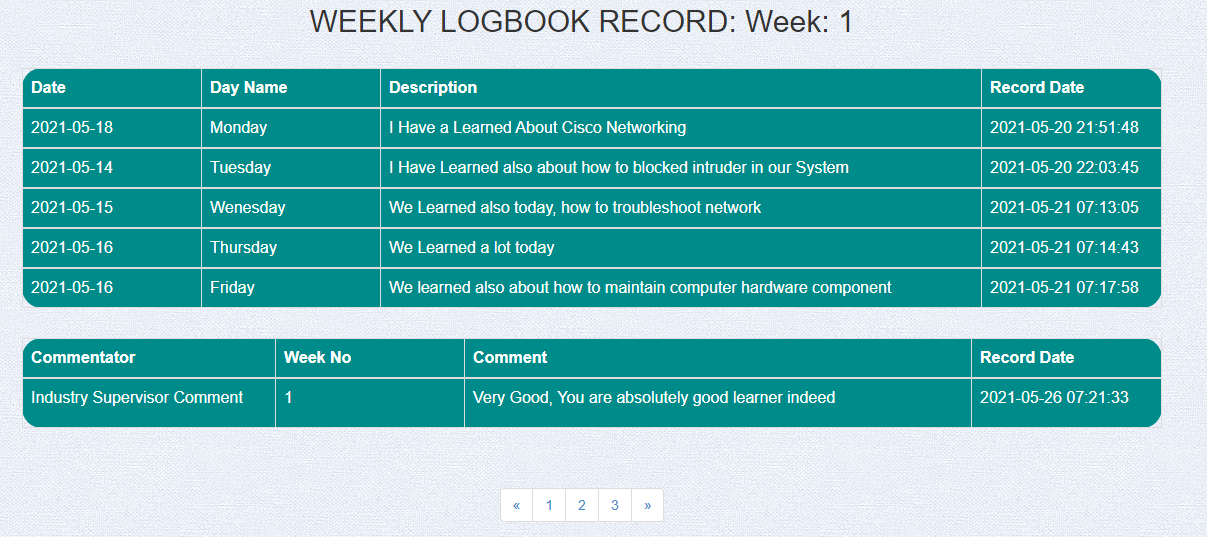 WEEKLY LOGBOOK RECORD: Week: 1
Date Day Name Description Record Date
2021-05-18 Monday I Have a Learned About Cisco Networking 2021-05-20 21:51:48
2021-05-14 Tuesday I Have Learned also about how to blocked intruder in our System 2021-05-20 22:03:45
2021-05-15 Wenesday We Learned also today, how to troubleshoot network 2021-05-21 07:13:05
2021-05-16 Thursday We Learned a lot today 2021-05-21 07:14:43
2021-05-16 Friday We learned also about how to maintain computer hardware component 2021-05-21 07:17:58
Commentator Week No Comment Record Date
Industry Supervisor Comment 1 Very Good, You are absolutely good learner indeed 2021-05-26 07:21:33
« 1 2 3 »